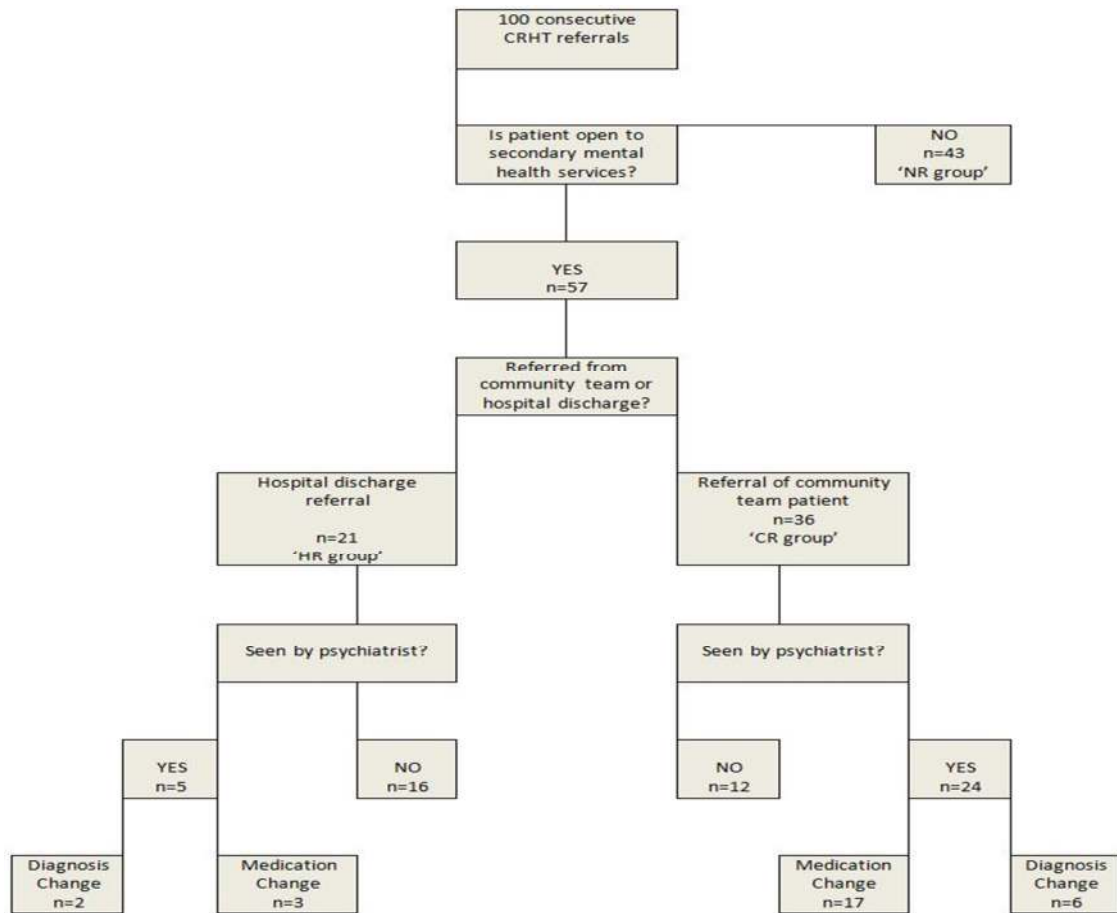 100 consecutive
CRHT referrals
Is patient open to
secondary mental
health services?
NO
n=43
‘NR group’
YES
n=57
Referred from
community team or
hospital discharge?
Hospital discharge
referral
n=21
‘HR group’
Referral of community
team patient
n=36
‘CR group’
Seen by psychiatrist?
Seen by psychiatrist?
YES
n=5
NO
n=16
NO
n=12
YES
n=24
Diagnosis
Change
n=2
Medication
Change
n=3
Medication
Change
n=17
Diagnosis
Change
n=6